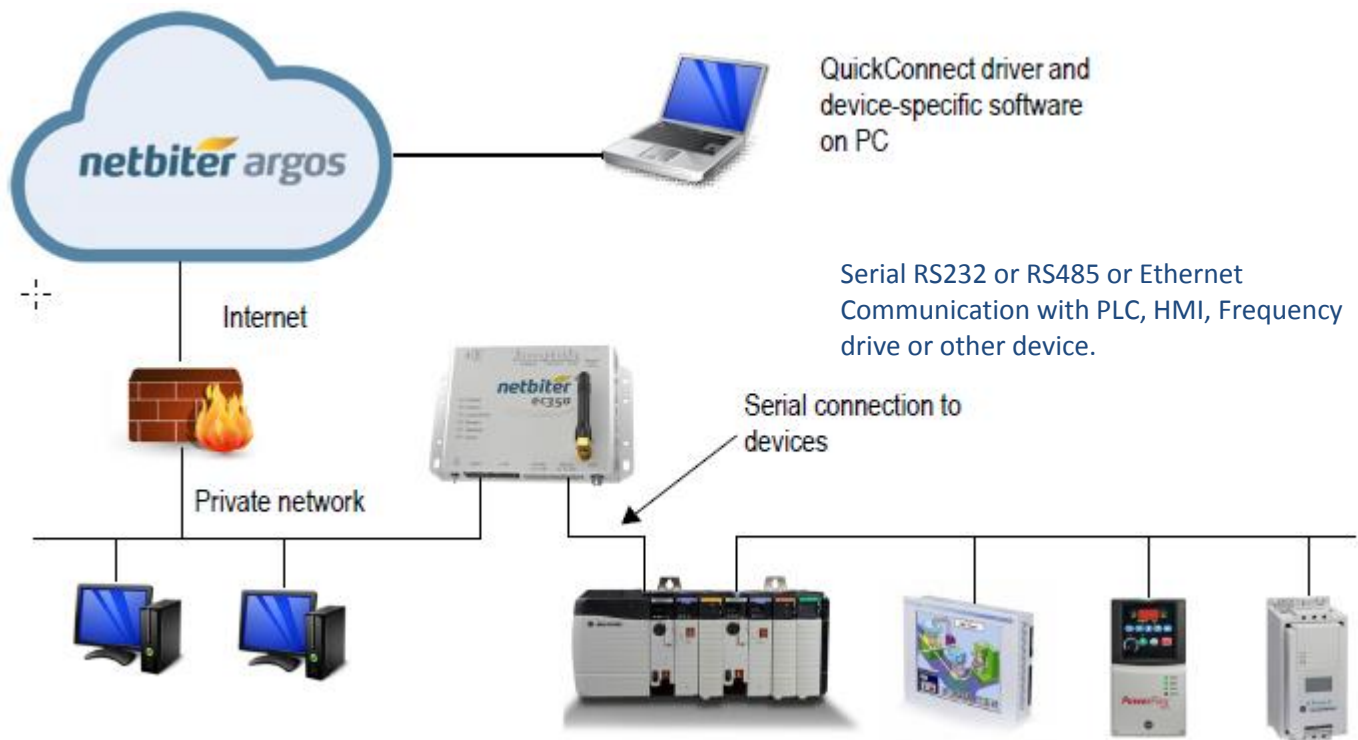 QuickConnect driver and
device-specific software
on PC
netbiter argos
Serial RS232 or RS485 or Ethernet
Communication with PLC, HMI, Frequency
drive or other device.
Internet
netbiter
ec350
Serial connection to
devices
Private network
PowerFlex